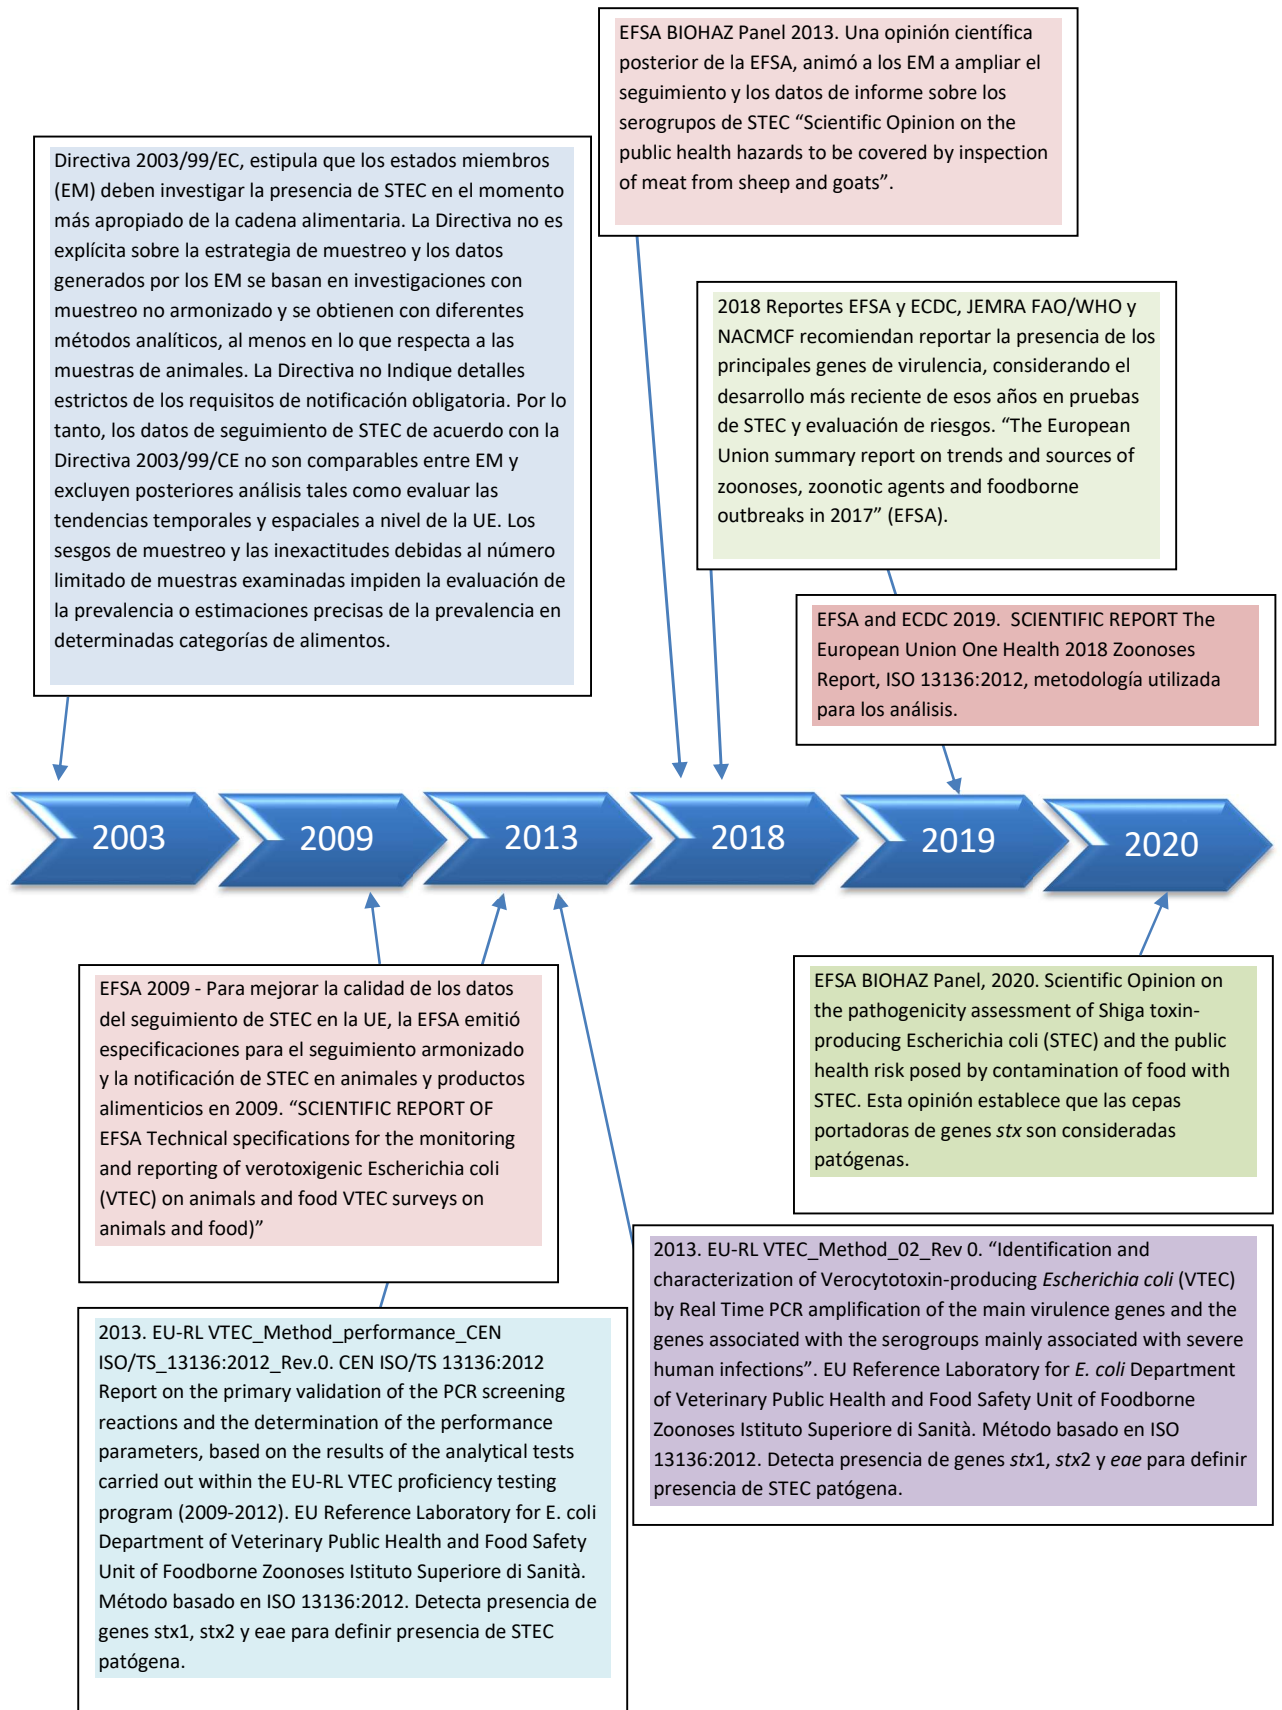 EFSA BIOHAZ Panel 2013. Una opinión científica
posterior de la EFSA, animó a los EM a ampliar el
seguimiento y los datos de informe sobre los
serogrupos de STEC “Scientific Opinion on the
public health hazards to be covered by inspection
of meat from sheep and goats”.
Directiva 2003/99/EC, estipula que los estados miembros
(EM) deben investigar la presencia de STEC en el momento
más apropiado de la cadena alimentaria. La Directiva no es
explícita sobre la estrategia de muestreo y los datos
generados por los EM se basan en investigaciones con
muestreo no armonizado y se obtienen con diferentes
métodos analíticos, al menos en lo que respecta a las
muestras de animales. La Directiva no Indique detalles
estrictos de los requisitos de notificación obligatoria. Por lo
tanto, los datos de seguimiento de STEC de acuerdo con la
Directiva 2003/99/CE no son comparables entre EM y
excluyen posteriores análisis tales como evaluar las
tendencias temporales y espaciales a nivel de la UE. Los
sesgos de muestreo y las inexactitudes debidas al número
limitado de muestras examinadas impiden la evaluación de
la prevalencia o estimaciones precisas de la prevalencia en
determinadas categorías de alimentos.
2018 Reportes EFSA y ECDC, JEMRA FAO/WHO y
NACMCF recomiendan reportar la presencia de los
principales genes de virulencia, considerando el
desarrollo más reciente de esos años en pruebas
de STEC y evaluación de riesgos. “The European
Union summary report on trends and sources of
zoonoses, zoonotic agents and foodborne
outbreaks in 2017” (EFSA).
EFSA and ECDC 2019.  SCIENTIFIC REPORT The
European Union One Health 2018 Zoonoses
Report, ISO 13136:2012, metodología utilizada
para los análisis.
2003
2009
2013
2018
2019
2020
EFSA 2009 - Para mejorar la calidad de los datos
del seguimiento de STEC en la UE, la EFSA emitió
especificaciones para el seguimiento armonizado
y la notificación de STEC en animales y productos
alimenticios en 2009. “SCIENTIFIC REPORT OF
EFSA Technical specifications for the monitoring
and reporting of verotoxigenic Escherichia coli
(VTEC) on animals and food VTEC surveys on
animals and food)”
EFSA BIOHAZ Panel, 2020. Scientific Opinion on
the pathogenicity assessment of Shiga toxin-
producing Escherichia coli (STEC) and the public
health risk posed by contamination of food with
STEC. Esta opinión establece que las cepas
portadoras de genes stx son consideradas
patógenas.
2013. EU-RL VTEC_Method_02_Rev 0. “Identification and
characterization of Verocytotoxin-producing Escherichia coli (VTEC)
by Real Time PCR amplification of the main virulence genes and the
genes associated with the serogroups mainly associated with severe
human infections”. EU Reference Laboratory for E. coli Department
of Veterinary Public Health and Food Safety Unit of Foodborne
Zoonoses Istituto Superiore di Sanità. Método basado en ISO
13136:2012. Detecta presencia de genes stx1, stx2 y eae para definir
presencia de STEC patógena.
2013. EU-RL VTEC_Method_performance_CEN
ISO/TS_13136:2012_Rev.0. CEN ISO/TS 13136:2012
Report on the primary validation of the PCR screening
reactions and the determination of the performance
parameters, based on the results of the analytical tests
carried out within the EU-RL VTEC proficiency testing
program (2009-2012). EU Reference Laboratory for E. coli
Department of Veterinary Public Health and Food Safety
Unit of Foodborne Zoonoses Istituto Superiore di Sanità.
Método basado en ISO 13136:2012. Detecta presencia de
genes stx1, stx2 y eae para definir presencia de STEC
patógena.